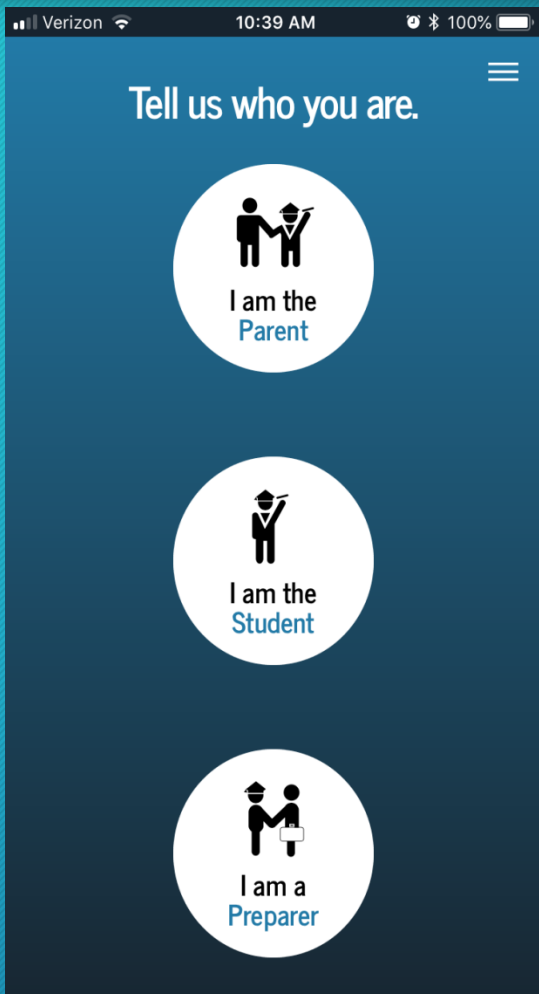 Verizon 10:39 AM 100%
Tell us who you are.
I am the
Parent
I am the
Student
I am a
Preparer